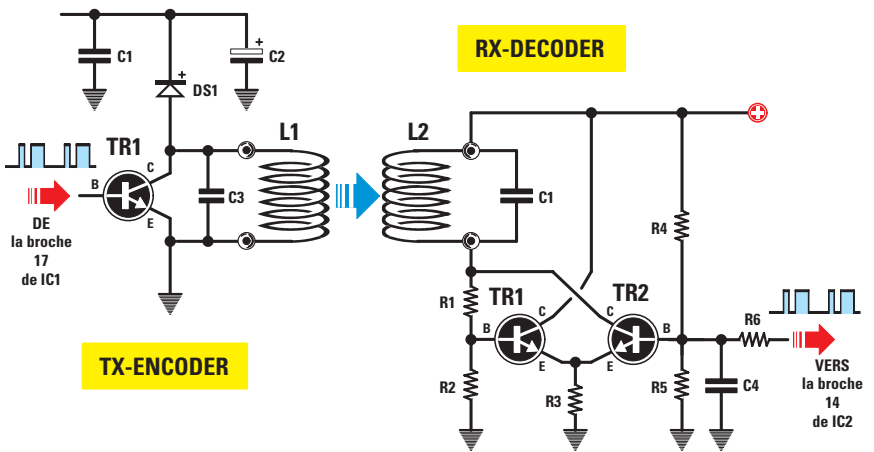 C1
+
C2
+
DS1
RX-DECODER
TR1
C
B
E
C3
L1
L2
C1
DE
la broche
17
de IC1
TX-ENCODER
R4
R1
TR1
C
B
E
TR2
C
B
E
R6
R2
R3
R5
C4
VERS
la broche
14
de IC2